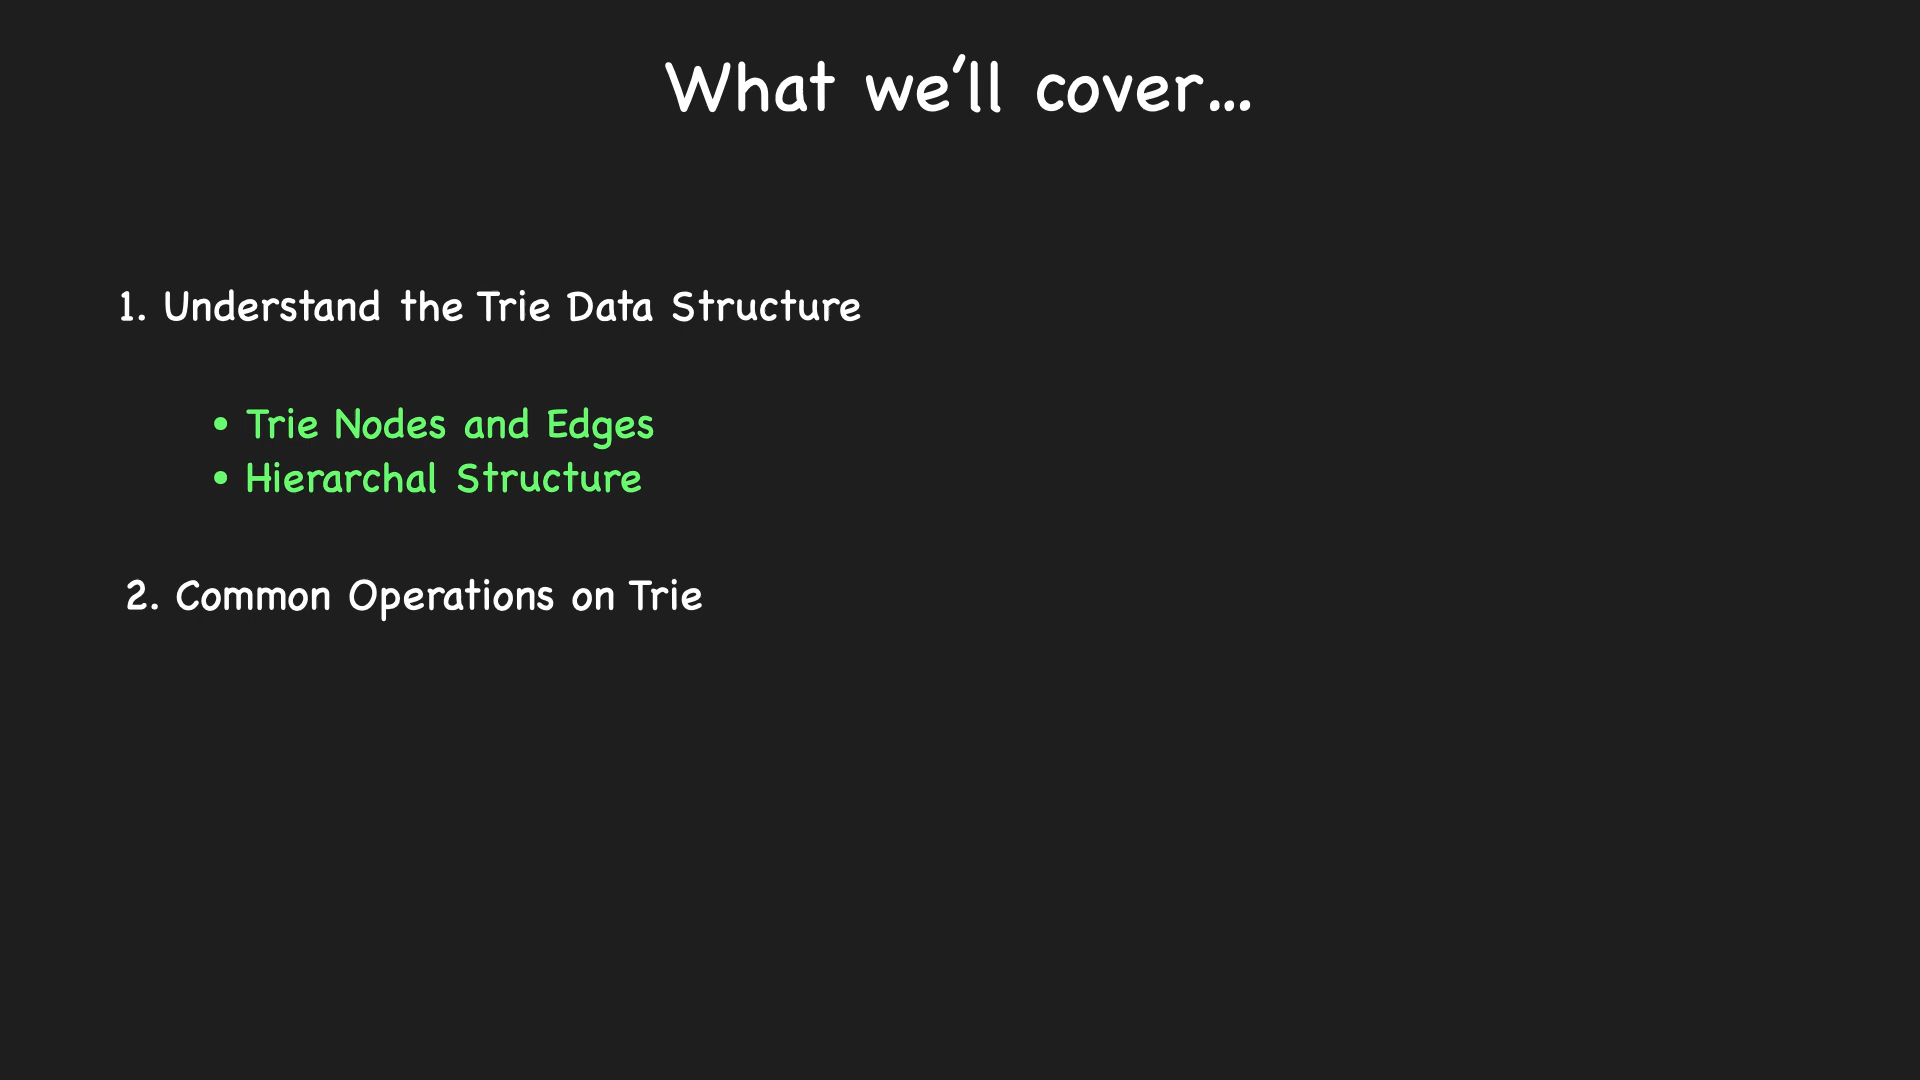 What we'll cover...
1. Understand the Trie Data Structure
• Trie Nodes and Edges
• Hierarchal Structure
2. Common Operations on Trie